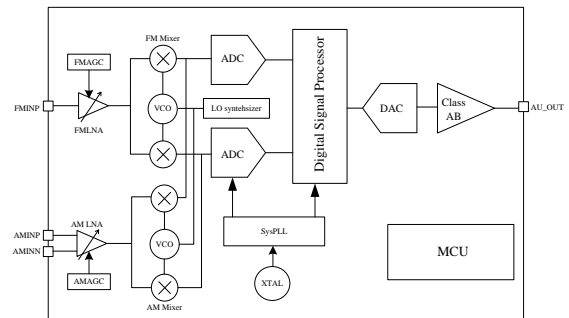 FM Mixer
FMAGC
ADC
FMINP
FMLNA
VCO
LO syntehsizer
Digital Signal Processor
DAC
Class
AB
AU_OUT
ADC
AM LNA
AMINP
AMINN
VCO
SysPLL
AMAGC
AM Mixer
XTAL
MCU